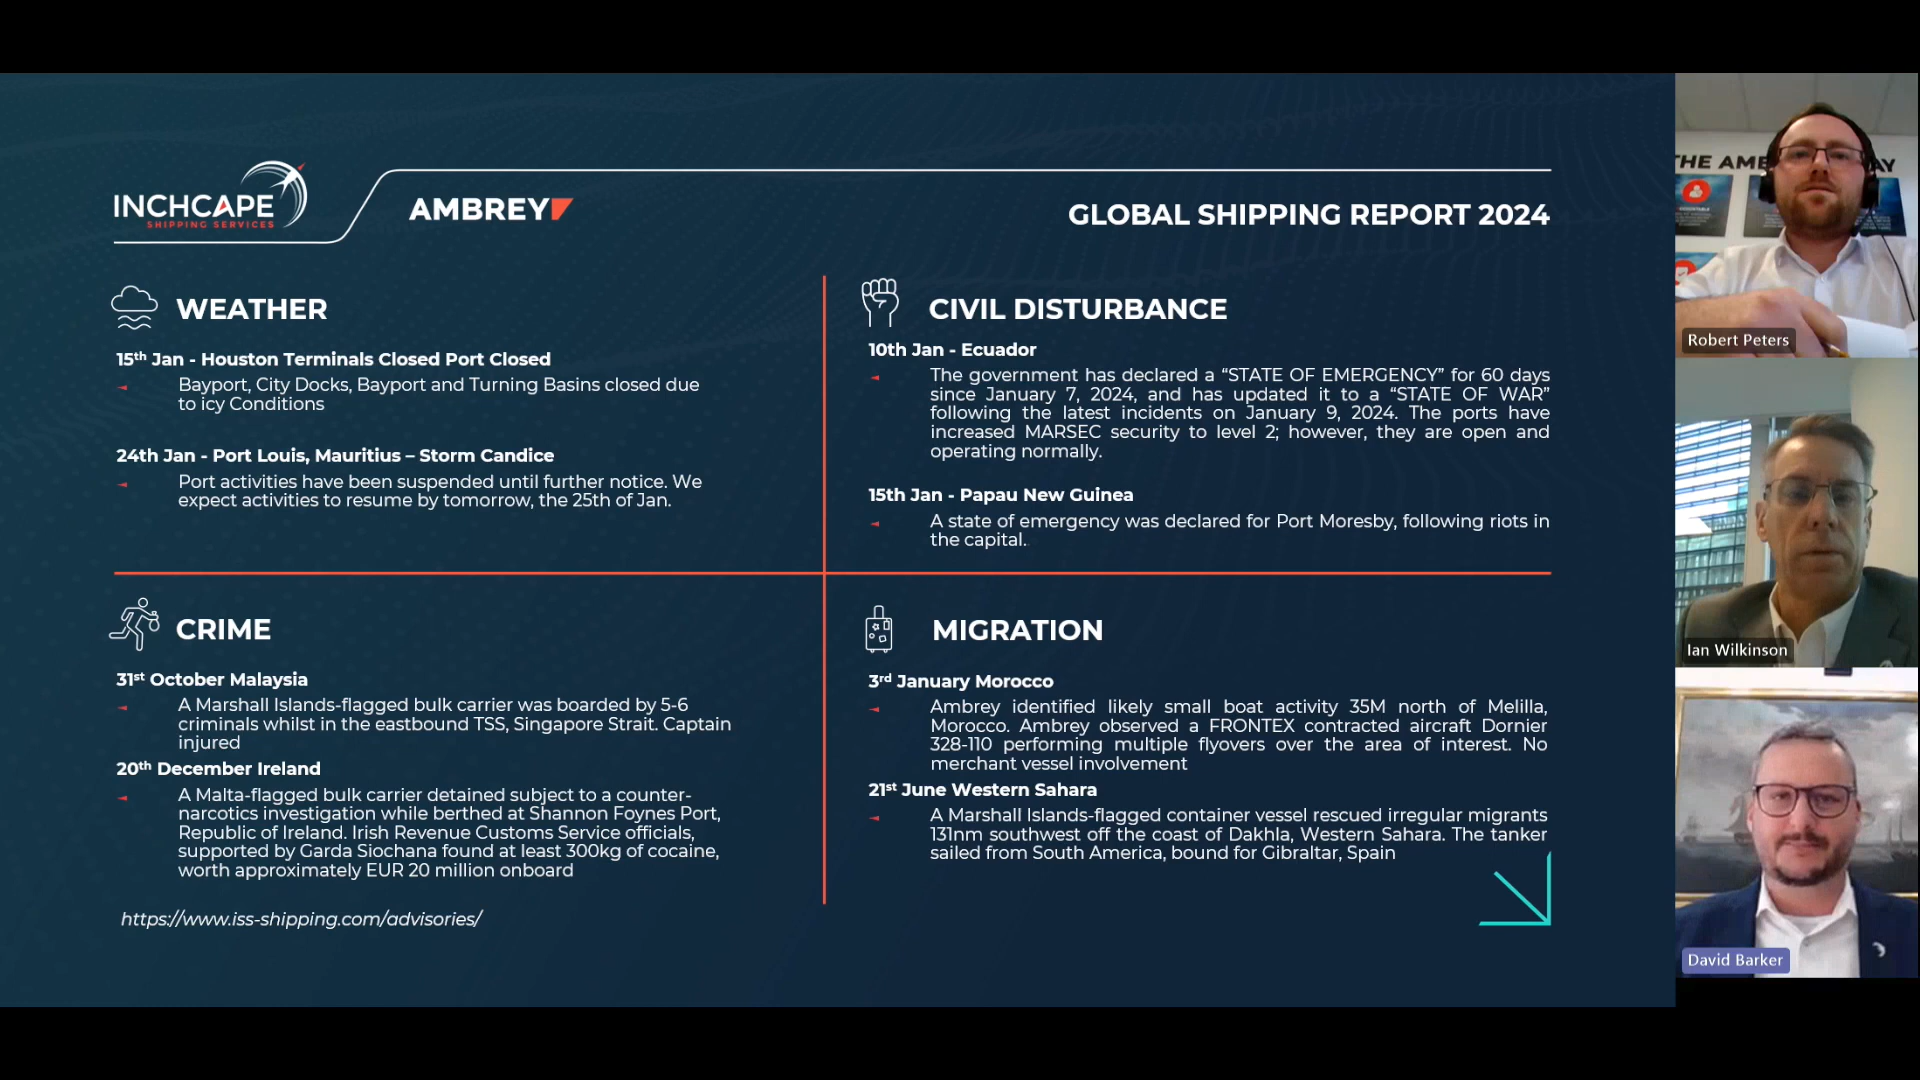 INCHCAPE
SHIPPING SERVICES
AMBREY
GLOBAL SHIPPING REPORT 2024
WEATHER
15th Jan - Houston Terminals Closed Port Closed
Bayport, City Docks, Bayport and Turning Basins closed due
to icy Conditions
24th Jan - Port Louis, Mauritius – Storm Candice
Port activities have been suspended until further notice. We
expect activities to resume by tomorrow, the 25th of Jan.
CIVIL DISTURBANCE
10th Jan - Ecuador
The government has declared a “STATE OF EMERGENCY” for 60 days
since January 7, 2024, and has updated it to a “STATE OF WAR”
following the latest incidents on January 9, 2024. The ports have
increased MARSEC security to level 2; however, they are open and
operating normally.
15th Jan - Papau New Guinea
A state of emergency was declared for Port Moresby, following riots in
the capital.
CRIME
31st October Malaysia
A Marshall Islands-flagged bulk carrier was boarded by 5-6
criminals whilst in the eastbound TSS, Singapore Strait. Captain
injured
20th December Ireland
A Malta-flagged bulk carrier detained subject to a counter-
narcotics investigation while berthed at Shannon Foynes Port,
Republic of Ireland. Irish Revenue Customs Service officials,
supported by Garda Siochana found at least 300kg of cocaine,
worth approximately EUR 20 million onboard
https://www.iss-shipping.com/advisories/
MIGRATION
3rd January Morocco
Ambrey identified likely small boat activity 35M north of Melilla,
Morocco. Ambrey observed a FRONTEX contracted aircraft Dornier
328-110 performing multiple flyovers over the area of interest. No
merchant vessel involvement
21st June Western Sahara
A Marshall Islands-flagged container vessel rescued irregular migrants
131nm southwest off the coast of Dakhla, Western Sahara. The tanker
sailed from South America, bound for Gibraltar, Spain
THE AMB
AY
Robert Peters
Ian Wilkinson
David Barker